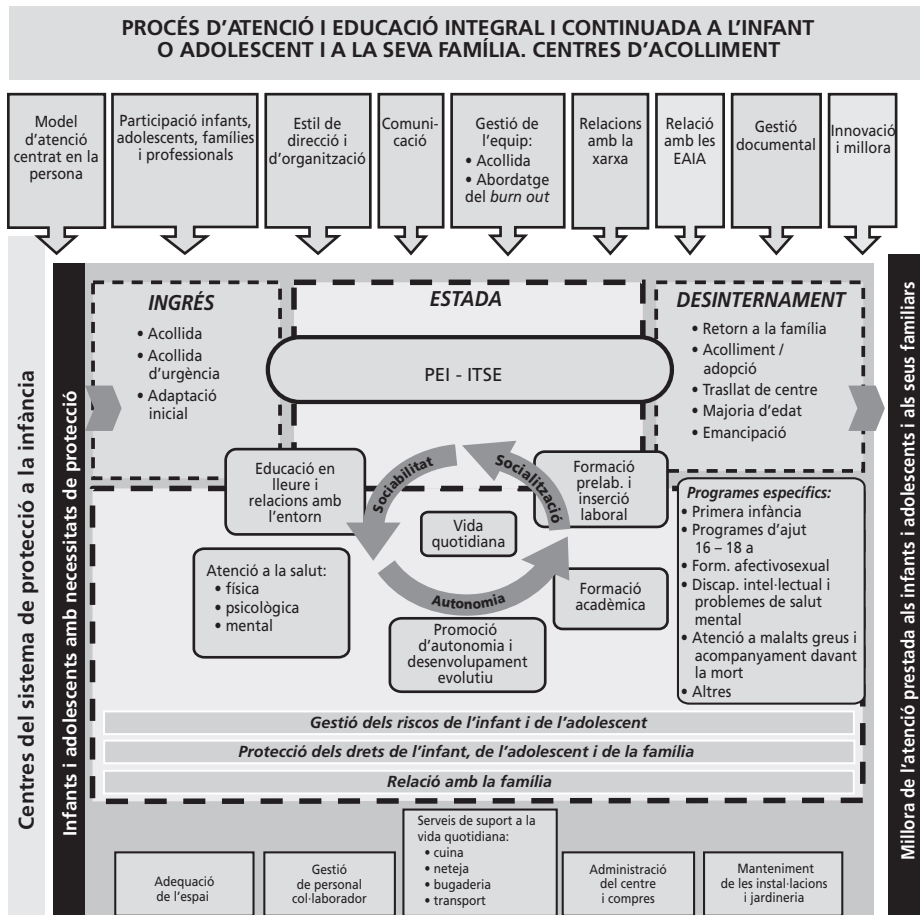 PROCÉS D'ATENCIÓ I EDUCACIÓ INTEGRAL I CONTINUADA A L'INFANT
O ADOLESCENT I A LA SEVA FAMÍLIA. CENTRES D'ACOLLIMENT
Model
d'atenció
centrat en la
persona
Participació infants,
adolescents, famílies
i professionals
Estil de
direcció i
d'organització
Comuni-
cació
Gestió de
l'equip:
• Acollida
• Abordatge
del burn out
Relacions
amb la
xarxa
Relació
amb les
EAIA
Gestió
documental
Innovació
i millora
Centres del sistema de protecció a la infància
Infants i adolescents amb necessitats de protecció
INGRÉS
• Acollida
• Acollida
d'urgència
• Adaptació
inicial
ESTADA
PEI - ITSE
DESINTERNAMENT
• Retorn a la família
• Acolliment /
adopció
• Trasllat de centre
• Majoria d'edat
• Emancipació
Educació en
lleure i
relacions amb
l'entorn
Sociabilitat
Socialització
Formació
prelab. i
inserció
laboral
Vida
quotidiana
Atenció a la salut:
• física
• psicològica
• mental
Autonomia
Formació
acadèmica
Promoció
d'autonomia i
desenvolupament
evolutiu
Programes específics:
• Primera infància
• Programes d'ajut
16 – 18 a
• Form. afectivosexual
• Discap. intel·lectual i
problemes de salut
mental
• Atenció a malalts greus i
acompanyament davant
la mort
• Altres
Gestió dels riscos de l'infant i de l'adolescent
Protecció dels drets de l'infant, de l'adolescent i de la família
Relació amb la família
Adequació
de l'espai
Gestió
de personal
col·laborador
Serveis de suport a la
vida quotidiana:
• cuina
• neteja
• bugaderia
• transport
Administració
del centre
i compres
Manteniment
de les instal·lacions
i jardineria
Millora de l'atenció prestada als infants i adolescents i als seus familiars